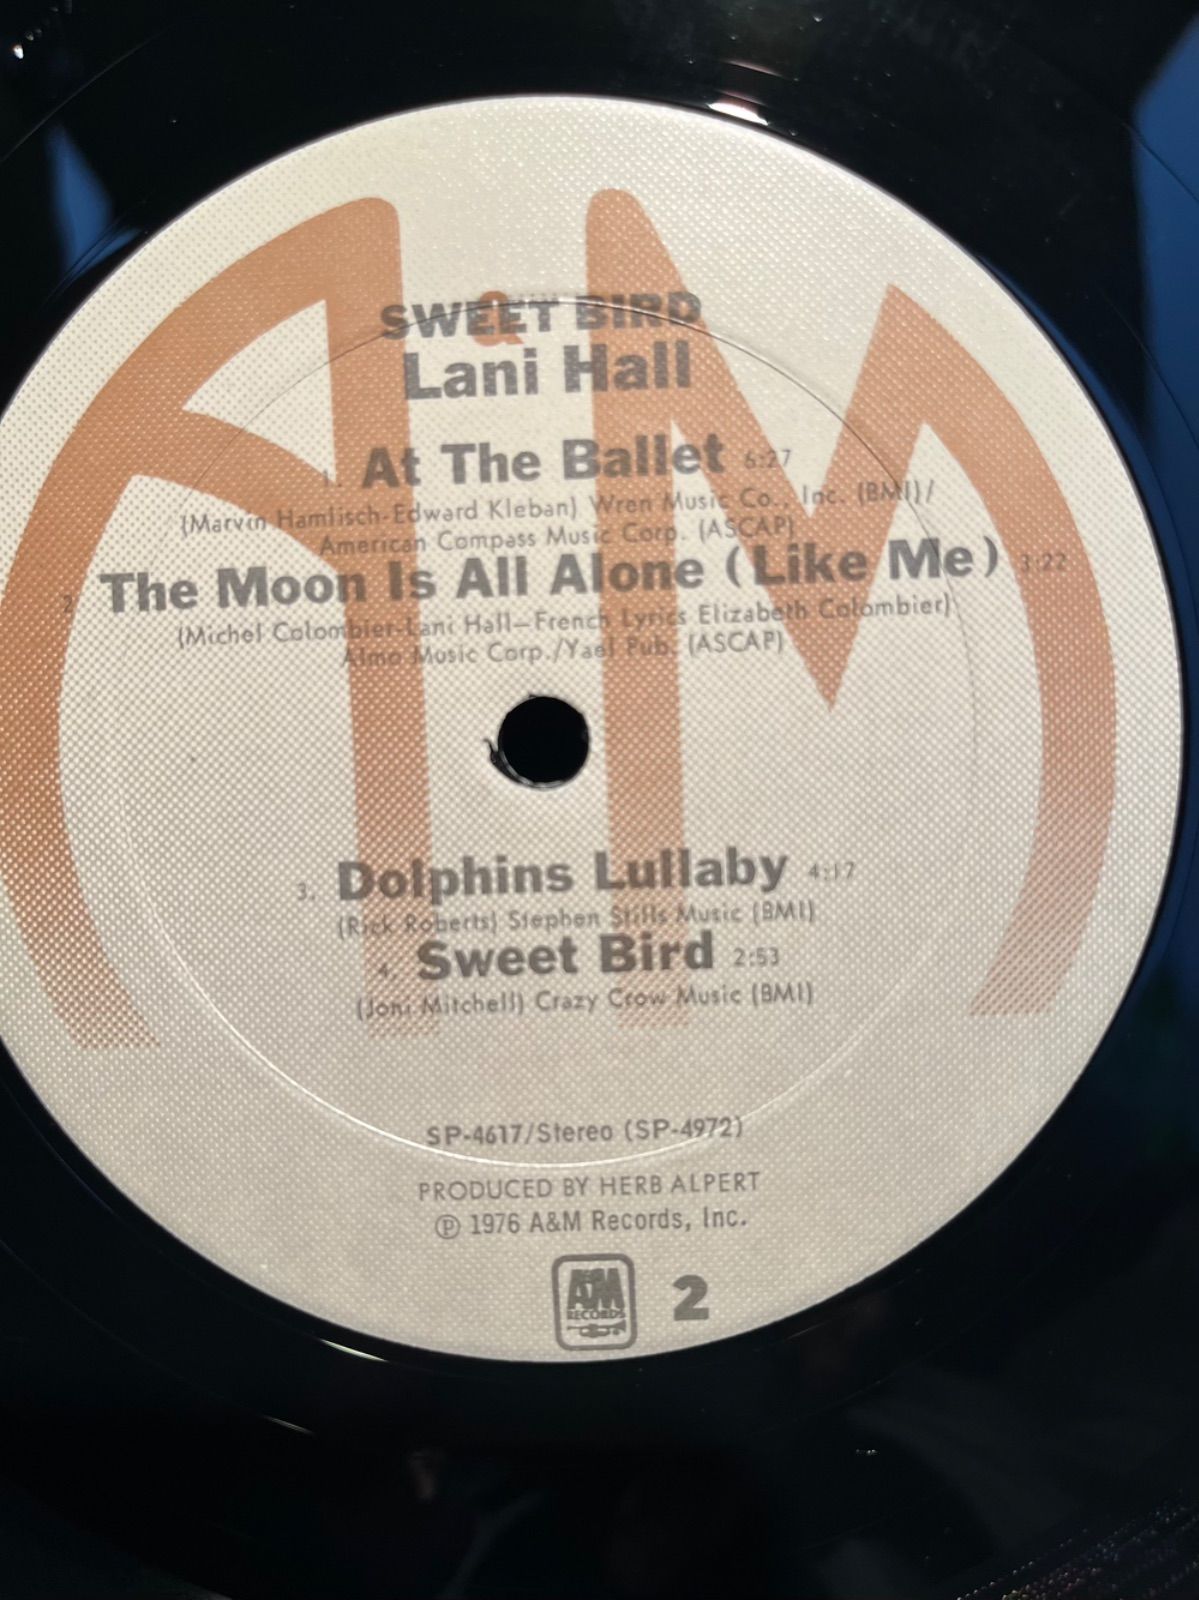 A&M
SWEET BIRD
Lani Hall
1. At The Ballet 6:27
(Marvin Hamlisch-Edward Kleban) Wren Music Co., Inc. (BMI)/
American Compass Music Corp. (ASCAP)
2 The Moon Is All Alone (Like Me) 3:22
(Michel Colombier-Lani Hall—French Lyrics Elizabeth Colombier)
Almo Music Corp./Yael Pub. (ASCAP)
3. Dolphins Lullaby 4:17
(Rick Roberts) Stephen Stills Music (BMI)
4. Sweet Bird 2:53
(Joni Mitchell) Crazy Crow Music (BMI)
SP-4617/Stereo (SP-4972)
PRODUCED BY HERB ALPERT
℗ 1976 A&M Records, Inc.
A&M
RECORDS
2